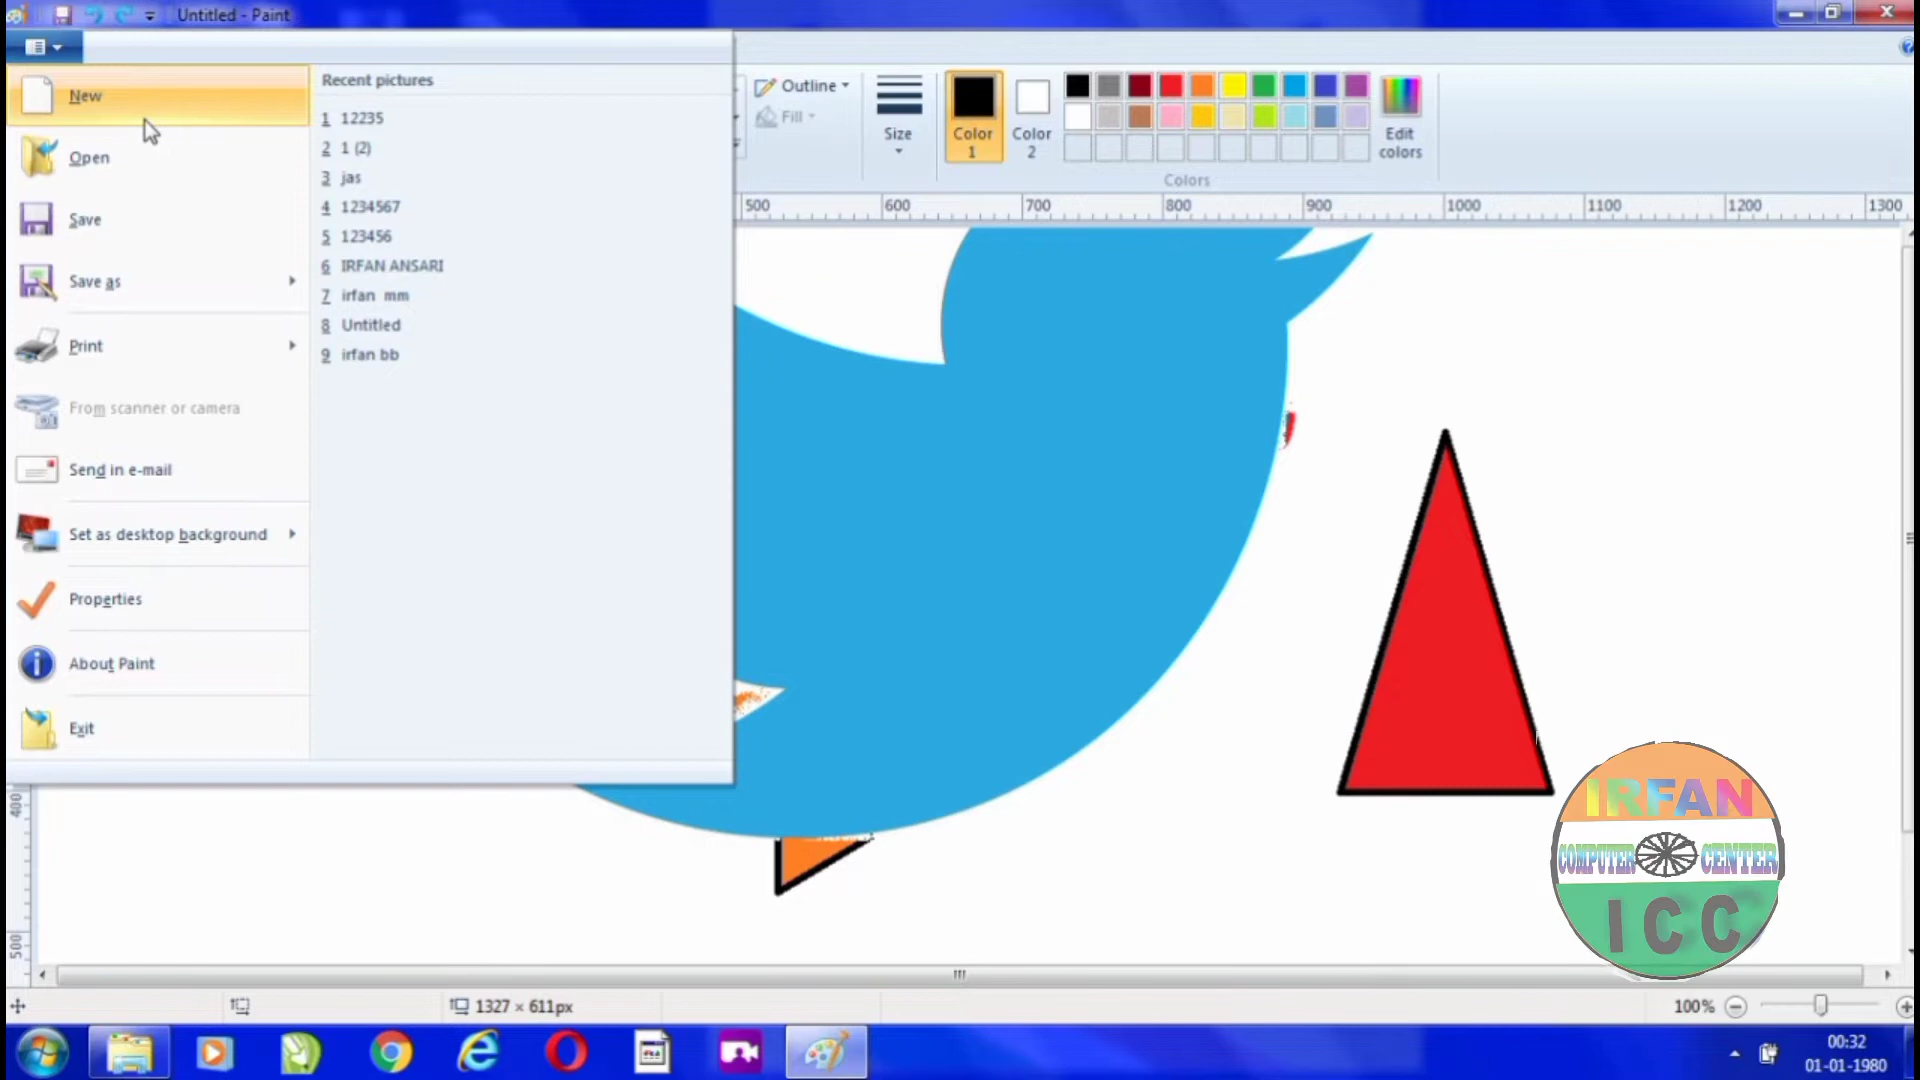 Untitled - Paint
New
Open
Save
Save as
Print
From scanner or camera
Send in e-mail
Set as desktop background
Properties
About Paint
Exit
Recent pictures
1 12235
2 1 (2)
3 jas
4 1234567
5 123456
6 IRFAN ANSARI
7 irfan mm
8 Untitled
9 irfan bb
Outline
Fill
Size
Color
1
Color
2
Edit
colors
Colors
500 600 700 800 900 1000 1100 1200 1300
400
500
IRFAN
COMPUTER CENTER
I C C
1327 × 611px
100%
00:32
01-01-1980